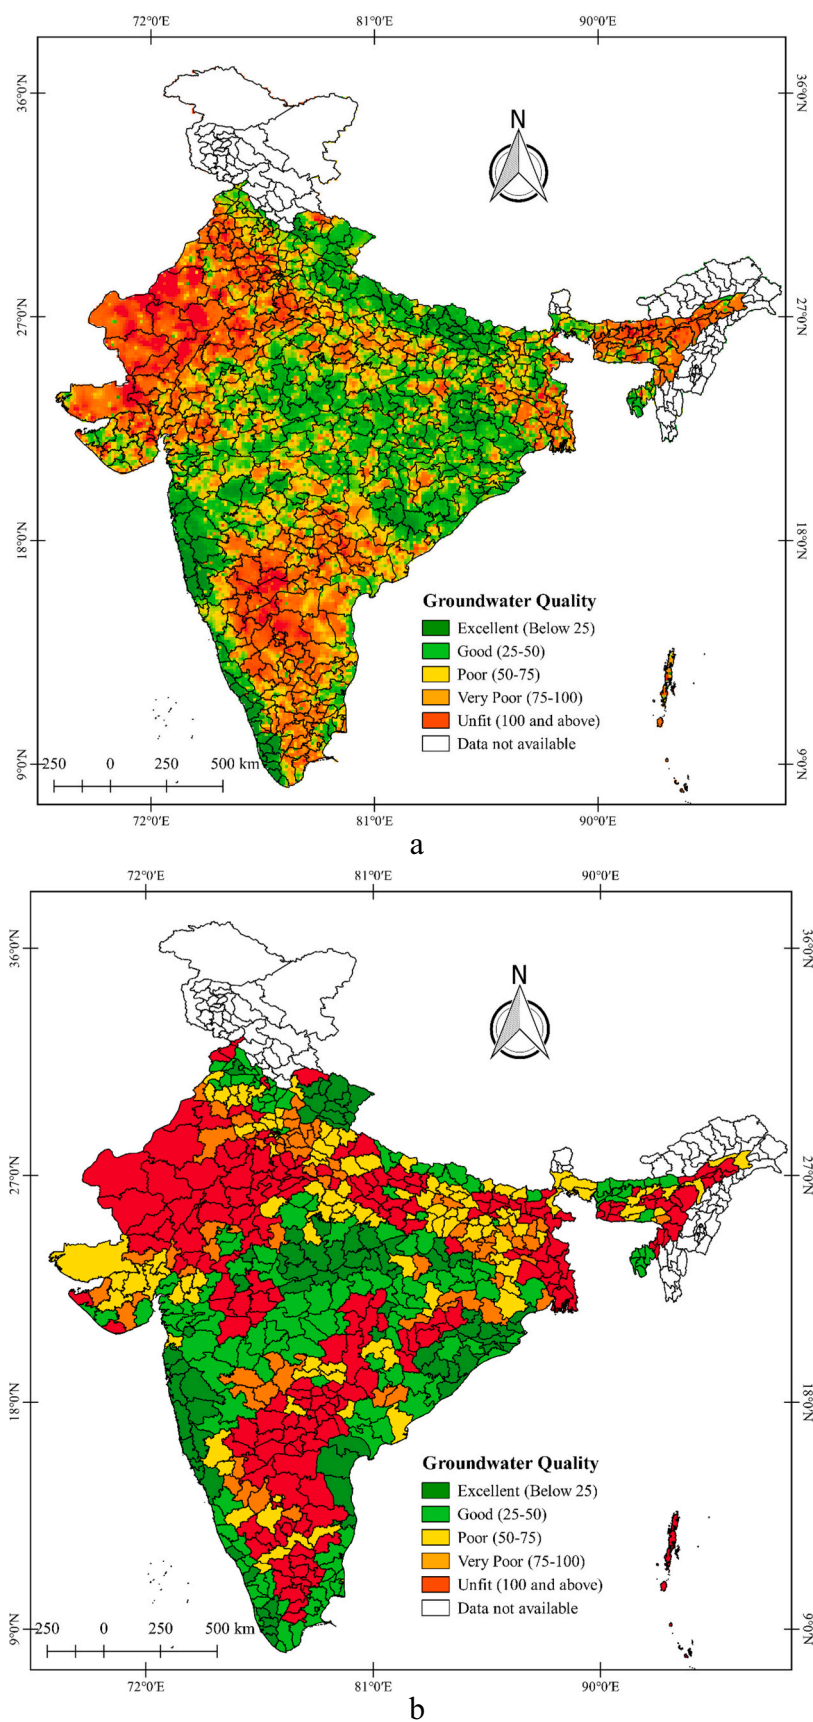 72°0'E 81°0'E 90°0'E
36°0'N 36°0'N
N
27°0'N 27°0'N
18°0'N 18°0'N
Groundwater Quality
Excellent (Below 25)
Good (25-50)
Poor (50-75)
Very Poor (75-100)
Unfit (100 and above)
Data not available
9°0'N 9°0'N
250 0 250 500 km
72°0'E 81°0'E 90°0'E
a
72°0'E 81°0'E 90°0'E
36°0'N 36°0'N
N
27°0'N 27°0'N
18°0'N 18°0'N
Groundwater Quality
Excellent (Below 25)
Good (25-50)
Poor (50-75)
Very Poor (75-100)
Unfit (100 and above)
Data not available
9°0'N 9°0'N
250 0 250 500 km
72°0'E 81°0'E 90°0'E
b